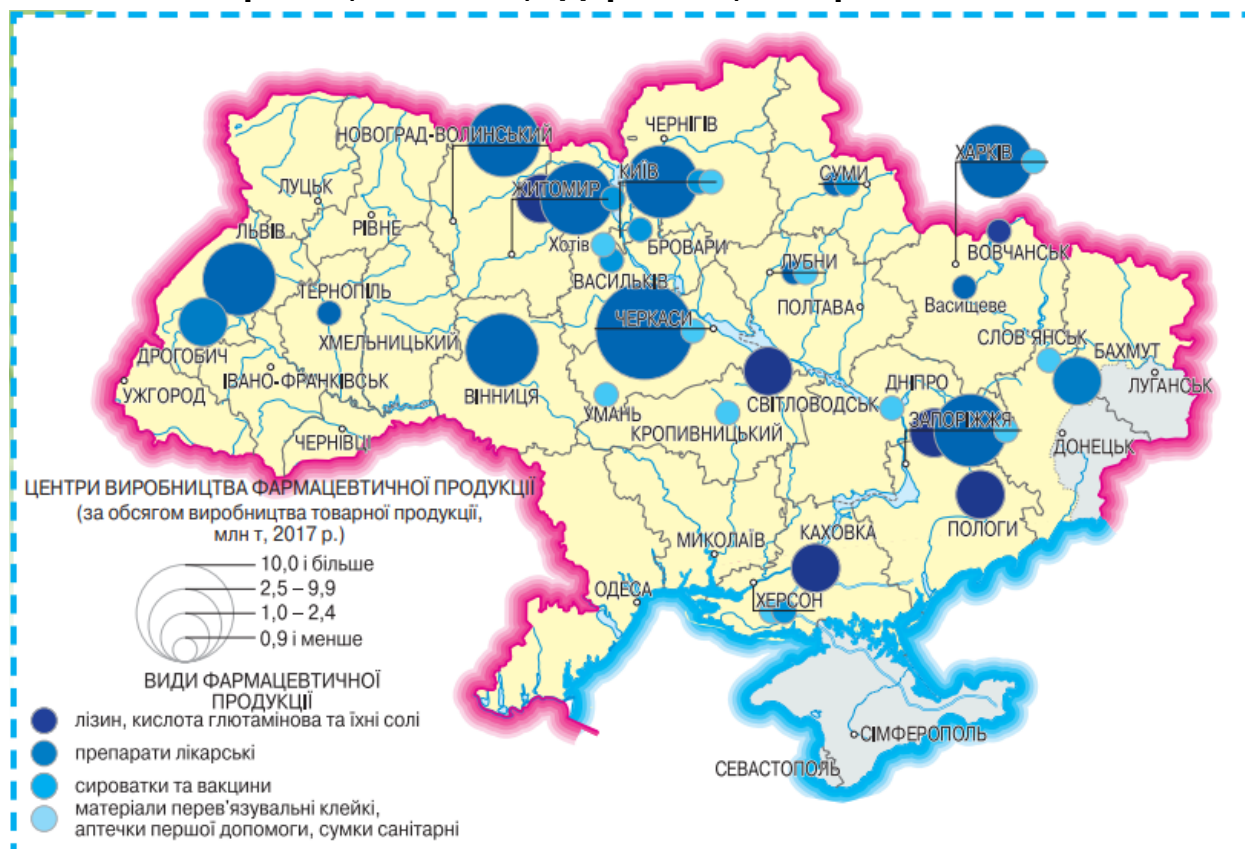 НОВОГРАД-ВОЛИНСЬКИЙ
ЧЕРНІГІВ
ХАРКІВ
ЛУЦЬК
ЖИТОМИР
КИЇВ
СУМИ
РІВНЕ
ЛЬВІВ
Хотів
БРОВАРИ
ВОВЧАНСЬК
ЛУБНИ
ВАСИЛЬКІВ
ТЕРНОПІЛЬ
ПОЛТАВА
Васищеве
ЧЕРКАСИ
ХМЕЛЬНИЦЬКИЙ
СЛОВ'ЯНСЬК
ДРОГОБИЧ
БАХМУТ
ІВАНО-ФРАНКІВСЬК
ДНІПРО
ЛУГАНСЬК
УЖГОРОД
ВІННИЦЯ
УМАНЬ
СВІТЛОВОДСЬК
ЗАПОРІЖЖЯ
КРОПИВНИЦЬКИЙ
ЧЕРНІВЦІ
ДОНЕЦЬК
ПОЛОГИ
МИКОЛАЇВ
КАХОВКА
ОДЕСА
ХЕРСОН
СІМФЕРОПОЛЬ
СЕВАСТОПОЛЬ
ЦЕНТРИ ВИРОБНИЦТВА ФАРМАЦЕВТИЧНОЇ ПРОДУКЦІЇ
(за обсягом виробництва товарної продукції,
млн т, 2017 р.)
10,0 і більше
2,5 – 9,9
1,0 – 2,4
0,9 і менше
ВИДИ ФАРМАЦЕВТИЧНОЇ
ПРОДУКЦІЇ
лізин, кислота глютамінова та їхні солі
препарати лікарські
сироватки та вакцини
матеріали перев'язувальні клейкі,
аптечки першої допомоги, сумки санітарні